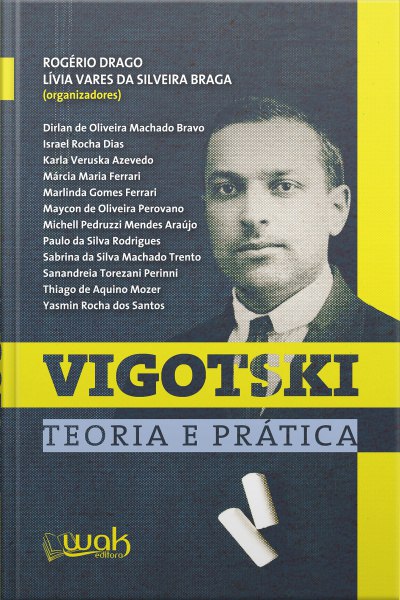 ROGÉRIO DRAGO
LÍVIA VARES DA SILVEIRA BRAGA
(organizadores)
Dirlan de Oliveira Machado Bravo
Israel Rocha Dias
Karla Veruska Azevedo
Márcia Maria Ferrari
Marlinda Gomes Ferrari
Maycon de Oliveira Perovano
Michell Pedruzzi Mendes Araújo
Paulo da Silva Rodrigues
Sabrina da Silva Machado Trento
Sanandreia Torezani Perinni
Thiago de Aquino Mozer
Yasmin Rocha dos Santos
VIGOTSKI
TEORIA E PRÁTICA
wak
editora